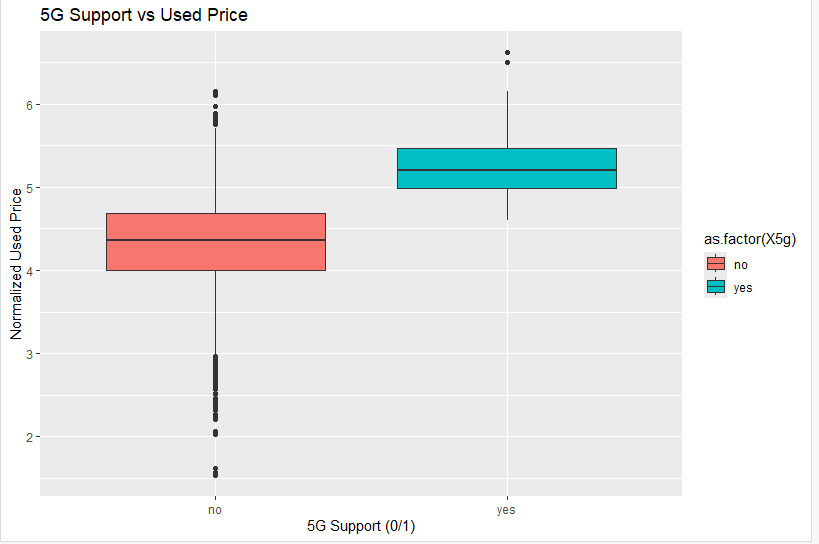 5G Support vs Used Price
Normalized Used Price
6
5
4
3
2
no
yes
5G Support (0/1)
as.factor(X5g)
no
yes